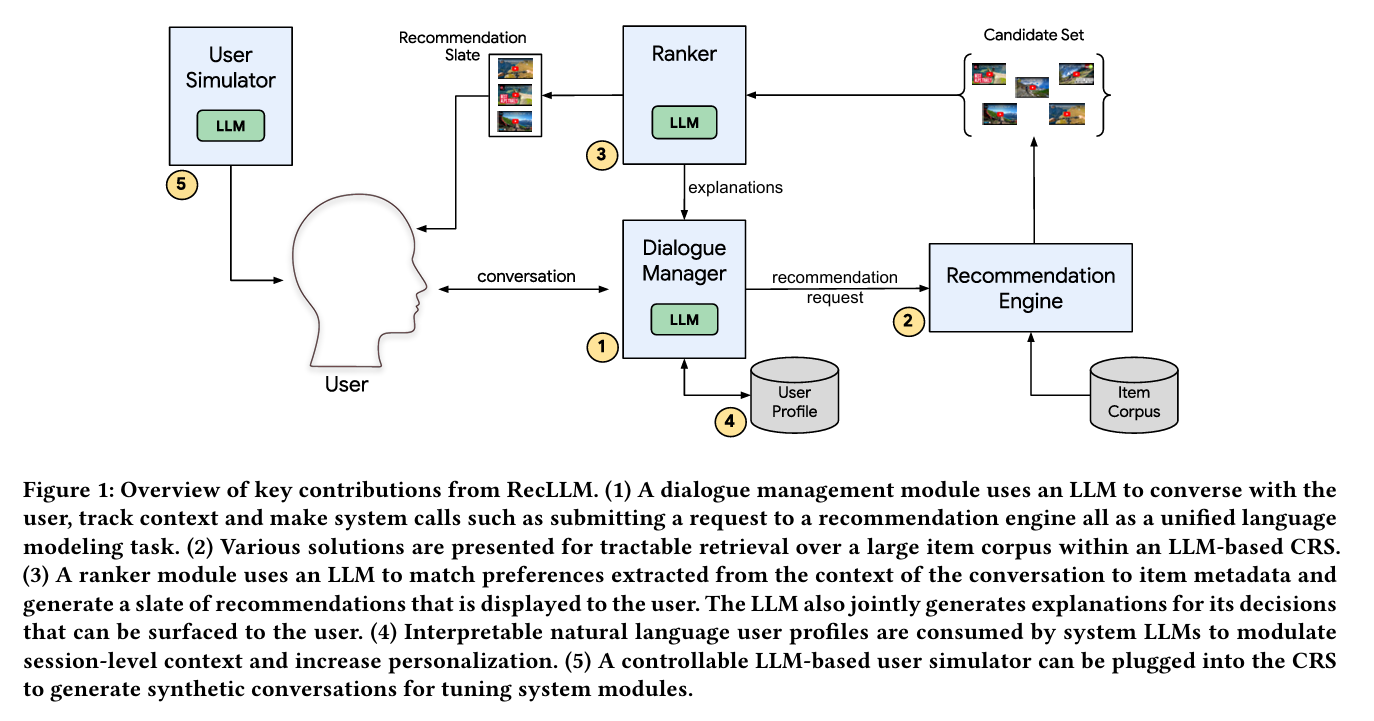 User
Simulator
LLM
5
Recommendation
Slate
Ranker
LLM
3
Candidate Set
explanations
Dialogue
Manager
LLM
1
conversation
recommendation
request
2
Recommendation
Engine
User
User
Profile
4
Item
Corpus
Figure 1: Overview of key contributions from RecLLM. (1) A dialogue management module uses an LLM to converse with the
user, track context and make system calls such as submitting a request to a recommendation engine all as a unified language
modeling task. (2) Various solutions are presented for tractable retrieval over a large item corpus within an LLM-based CRS.
(3) A ranker module uses an LLM to match preferences extracted from the context of the conversation to item metadata and
generate a slate of recommendations that is displayed to the user. The LLM also jointly generates explanations for its decisions
that can be surfaced to the user. (4) Interpretable natural language user profiles are consumed by system LLMs to modulate
session-level context and increase personalization. (5) A controllable LLM-based user simulator can be plugged into the CRS
to generate synthetic conversations for tuning system modules.